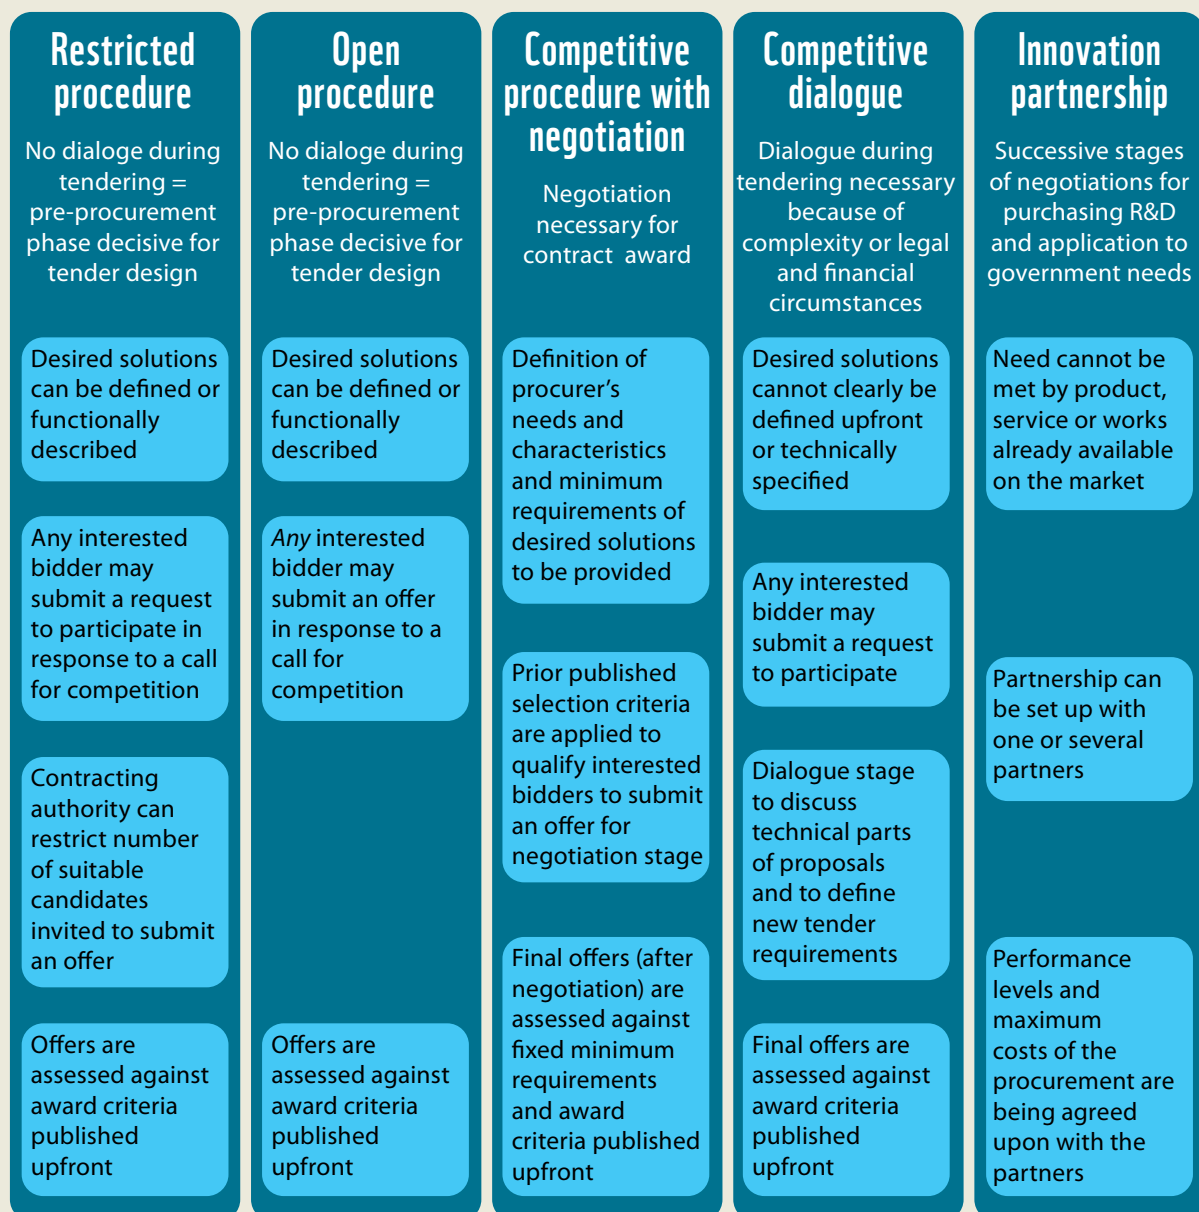 Restricted
procedure
No dialoge during
tendering =
pre-procurement
phase decisive for
tender design
Desired solutions
can be defined or
functionally
described
Any interested
bidder may
submit a request
to participate in
response to a call
for competition
Contracting
authority can
restrict number
of suitable
candidates
invited to submit
an offer
Offers are
assessed against
award criteria
published
upfront
Open
procedure
No dialoge during
tendering =
pre-procurement
phase decisive for
tender design
Desired solutions
can be defined or
functionally
described
Any interested
bidder may
submit an offer
in response to a
call for
competition
Offers are
assessed against
award criteria
published
upfront
Competitive
procedure with
negotiation
Negotiation
necessary for
contract award
Definition of
procurer's
needs and
characteristics
and minimum
requirements of
desired solutions
to be provided
Prior published
selection criteria
are applied to
qualify interested
bidders to submit
an offer for
negotiation stage
Final offers (after
negotiation) are
assessed against
fixed minimum
requirements
and award
criteria published
upfront
Competitive
dialogue
Dialogue during
tendering necessary
because of
complexity or legal
and financial
circumstances
Desired solutions
cannot clearly be
defined upfront
or technically
specified
Any interested
bidder may
submit a request
to participate
Dialogue stage
to discuss
technical parts
of proposals
and to define
new tender
requirements
Final offers are
assessed against
award criteria
published
upfront
Innovation
partnership
Successive stages
of negotiations for
purchasing R&D
and application to
government needs
Need cannot be
met by product,
service or works
already available
on the market
Partnership can
be set up with
one or several
partners
Performance
levels and
maximum
costs of the
procurement are
being agreed
upon with the
partners